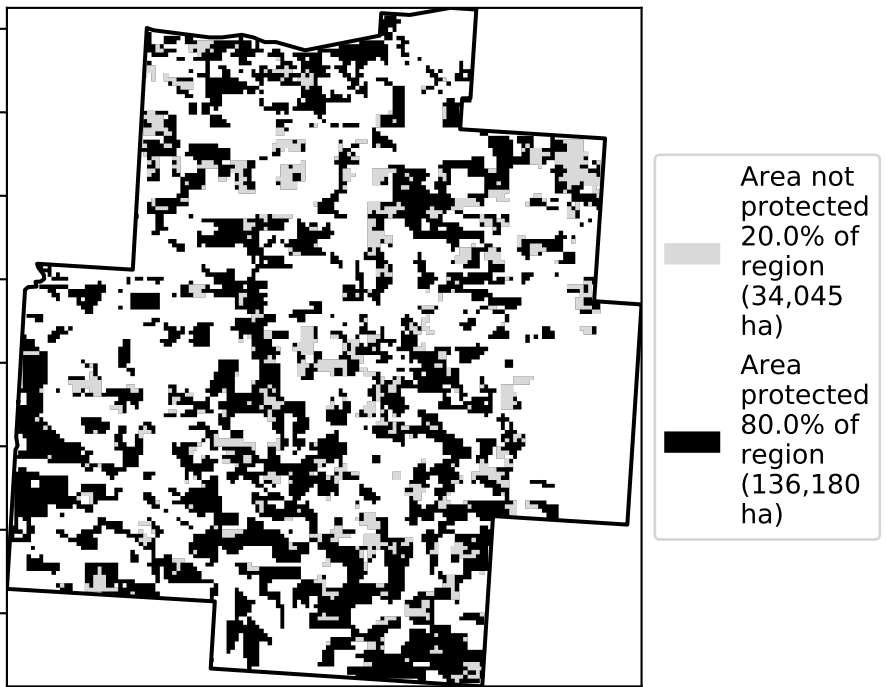 Area not
protected
20.0% of
region
(34,045
ha)
Area
protected
80.0% of
region
(136,180
ha)